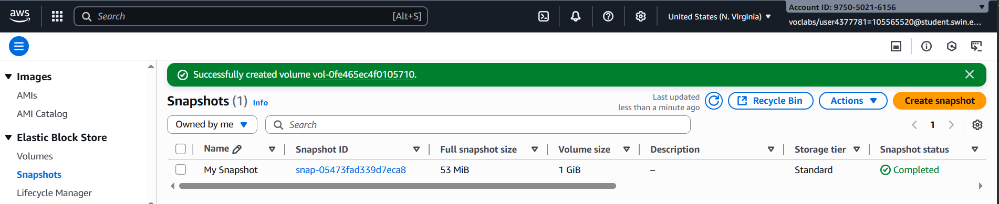 aws
Search [Alt+S]
United States (N. Virginia)
Account ID: 9750-5021-6156
voclabs/user4377781=105565520@student.swin.e...
Images
AMIs
AMI Catalog
Elastic Block Store
Volumes
Snapshots
Lifecycle Manager
Successfully created volume vol-0fe465ec4f0105710.
Snapshots (1) Info
Last updated
less than a minute ago
Recycle Bin
Actions
Create snapshot
Owned by me
Search
1
Name Snapshot ID Full snapshot size Volume size Description Storage tier Snapshot status
My Snapshot snap-05473fad339d7eca8 53 MiB 1 GiB – Standard Completed